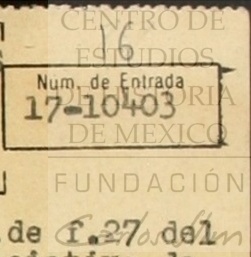 CENTRO DE
ESTUDIOS
DE HISTORIA
DE MEXICO
FUNDACIÓN
16
Num. de Entrada
17-10403
de f.27 del